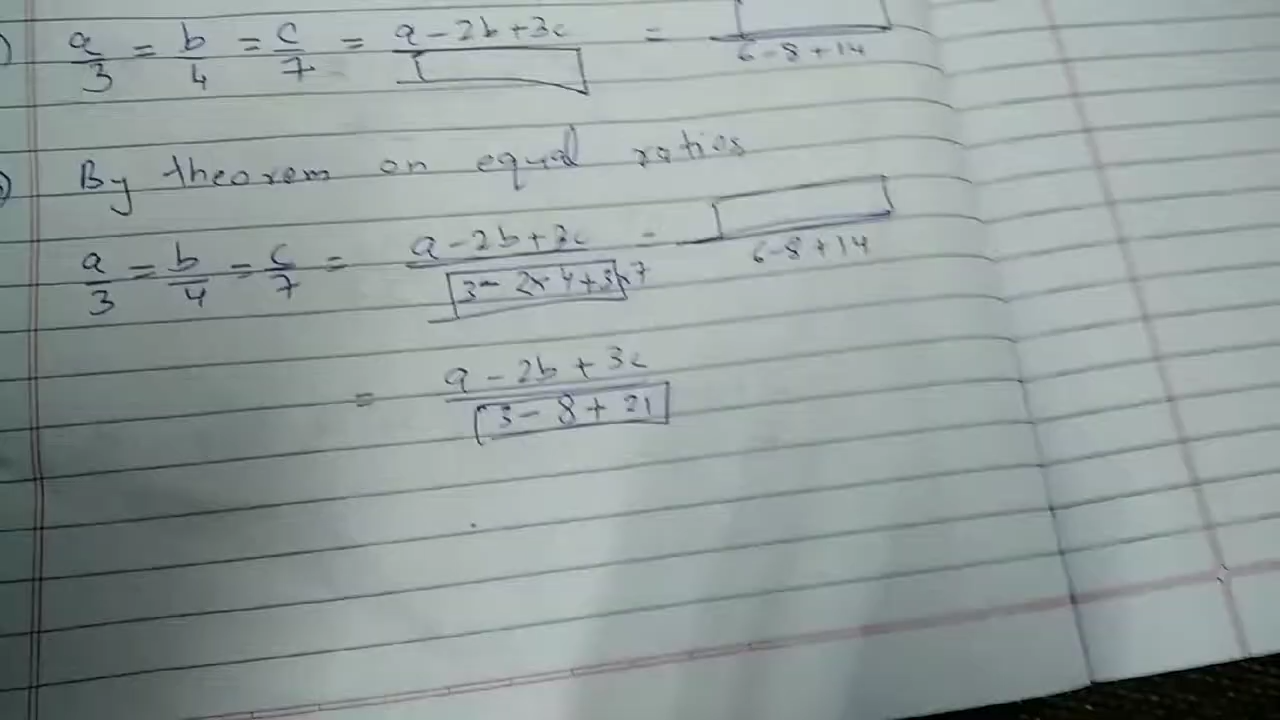 ) a/3 = b/4 = c/7 = a-2b+3c/ = /6-8+14
) By theorem on equal ratios
a/3 = b/4 = c/7 = a-2b+3c/3-2×4+3×7 = /6-8+14
= a-2b+3c/3-8+21